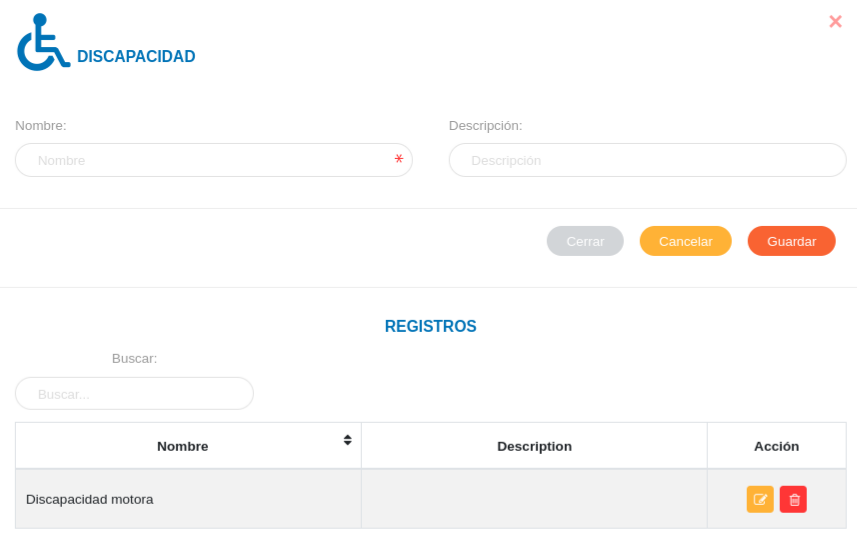 DISCAPACIDAD
Nombre: Descripción:
Nombre * Descripción
Cerrar Cancelar Guardar
REGISTROS
Buscar:
Buscar...
Nombre Description Acción
Discapacidad motora